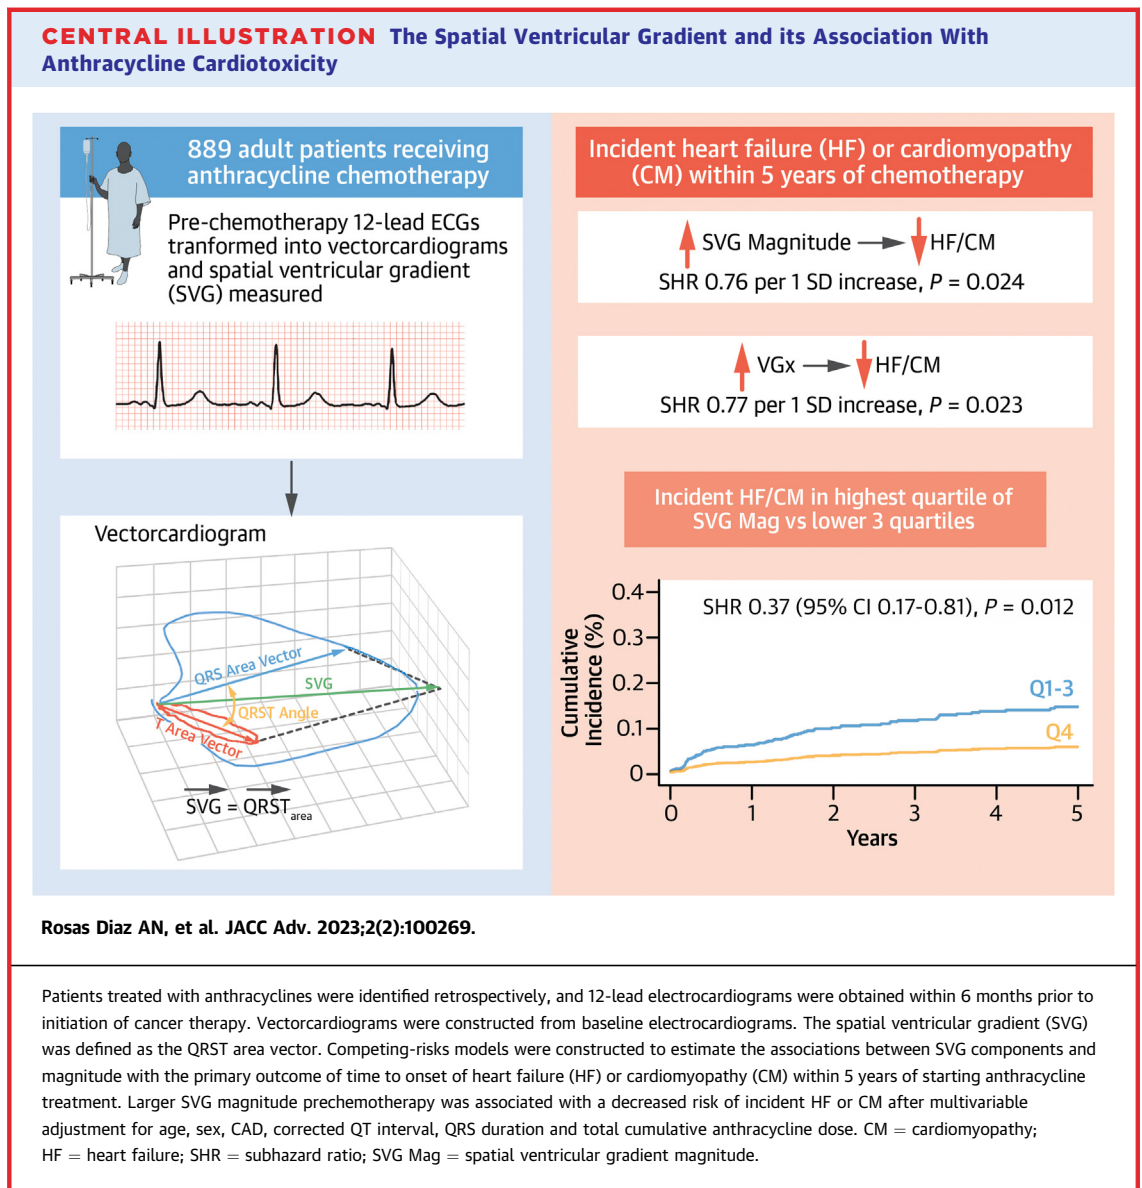 CENTRAL ILLUSTRATION The Spatial Ventricular Gradient and its Association With
Anthracycline Cardiotoxicity
889 adult patients receiving
anthracycline chemotherapy
Pre-chemotherapy 12-lead ECGs
tranformed into vectorcardiograms
and spatial ventricular gradient
(SVG) measured
Vectorcardiogram
QRS Area Vector
SVG
QRST Angle
T Area Vector
SVG = QRSTarea
Incident heart failure (HF) or cardiomyopathy
(CM) within 5 years of chemotherapy
SVG Magnitude HF/CM
SHR 0.76 per 1 SD increase, P = 0.024
VGx HF/CM
SHR 0.77 per 1 SD increase, P = 0.023
Incident HF/CM in highest quartile of
SVG Mag vs lower 3 quartiles
SHR 0.37 (95% CI 0.17-0.81), P = 0.012
Cumulative
Incidence (%)
0.4
0.3
0.2
0.1
0
Q1-3
Q4
0 1 2 3 4 5
Years
Rosas Diaz AN, et al. JACC Adv. 2023;2(2):100269.
Patients treated with anthracyclines were identified retrospectively, and 12-lead electrocardiograms were obtained within 6 months prior to
initiation of cancer therapy. Vectorcardiograms were constructed from baseline electrocardiograms. The spatial ventricular gradient (SVG)
was defined as the QRST area vector. Competing-risks models were constructed to estimate the associations between SVG components and
magnitude with the primary outcome of time to onset of heart failure (HF) or cardiomyopathy (CM) within 5 years of starting anthracycline
treatment. Larger SVG magnitude prechemotherapy was associated with a decreased risk of incident HF or CM after multivariable
adjustment for age, sex, CAD, corrected QT interval, QRS duration and total cumulative anthracycline dose. CM = cardiomyopathy;
HF = heart failure; SHR = subhazard ratio; SVG Mag = spatial ventricular gradient magnitude.